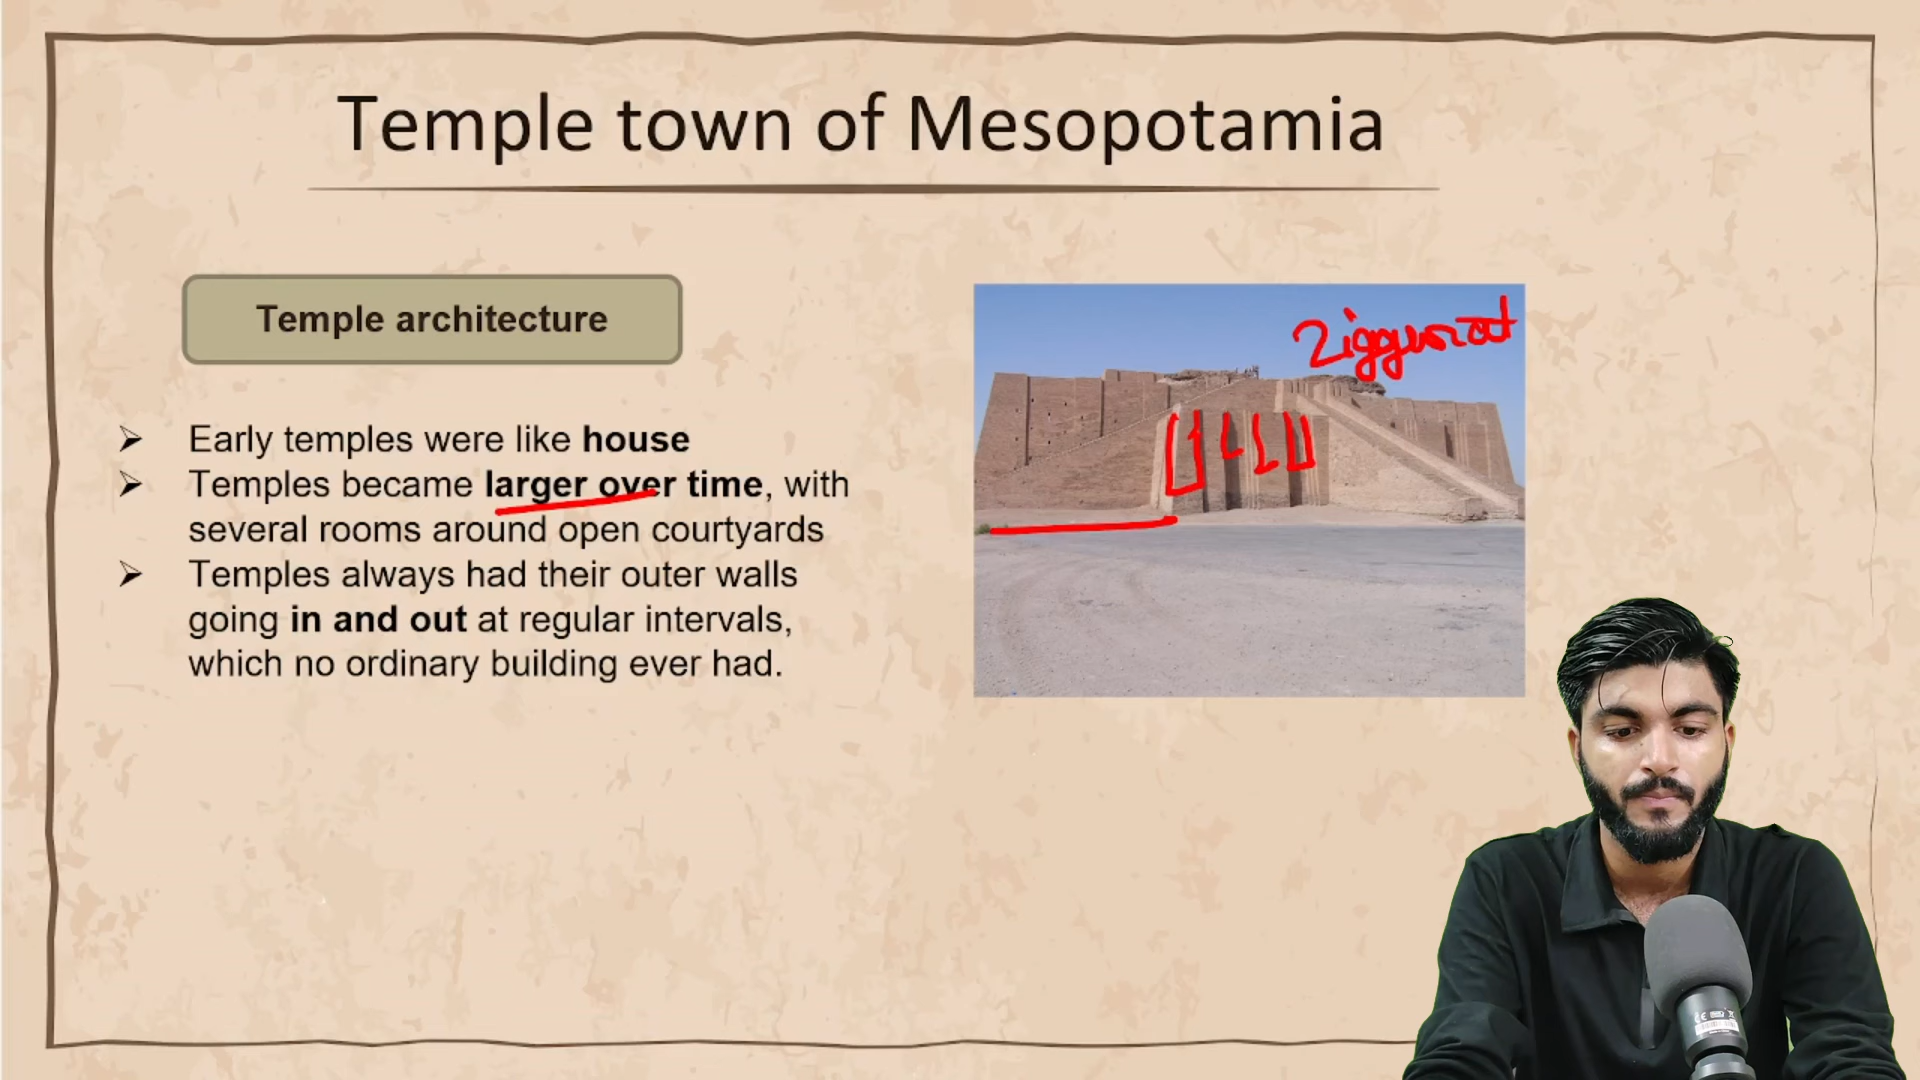 Temple town of Mesopotamia
Temple architecture
Early temples were like house
Temples became larger over time, with
several rooms around open courtyards
Temples always had their outer walls
going in and out at regular intervals,
which no ordinary building ever had.
Ziggurat